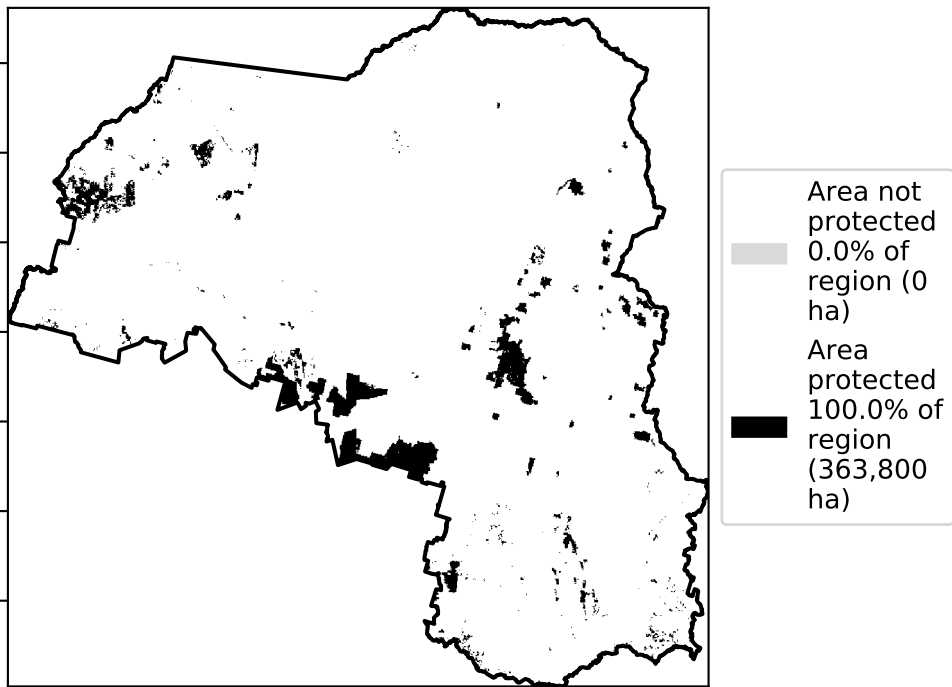 Area not
protected
0.0% of
region (0
ha)
Area
protected
100.0% of
region
(363,800
ha)